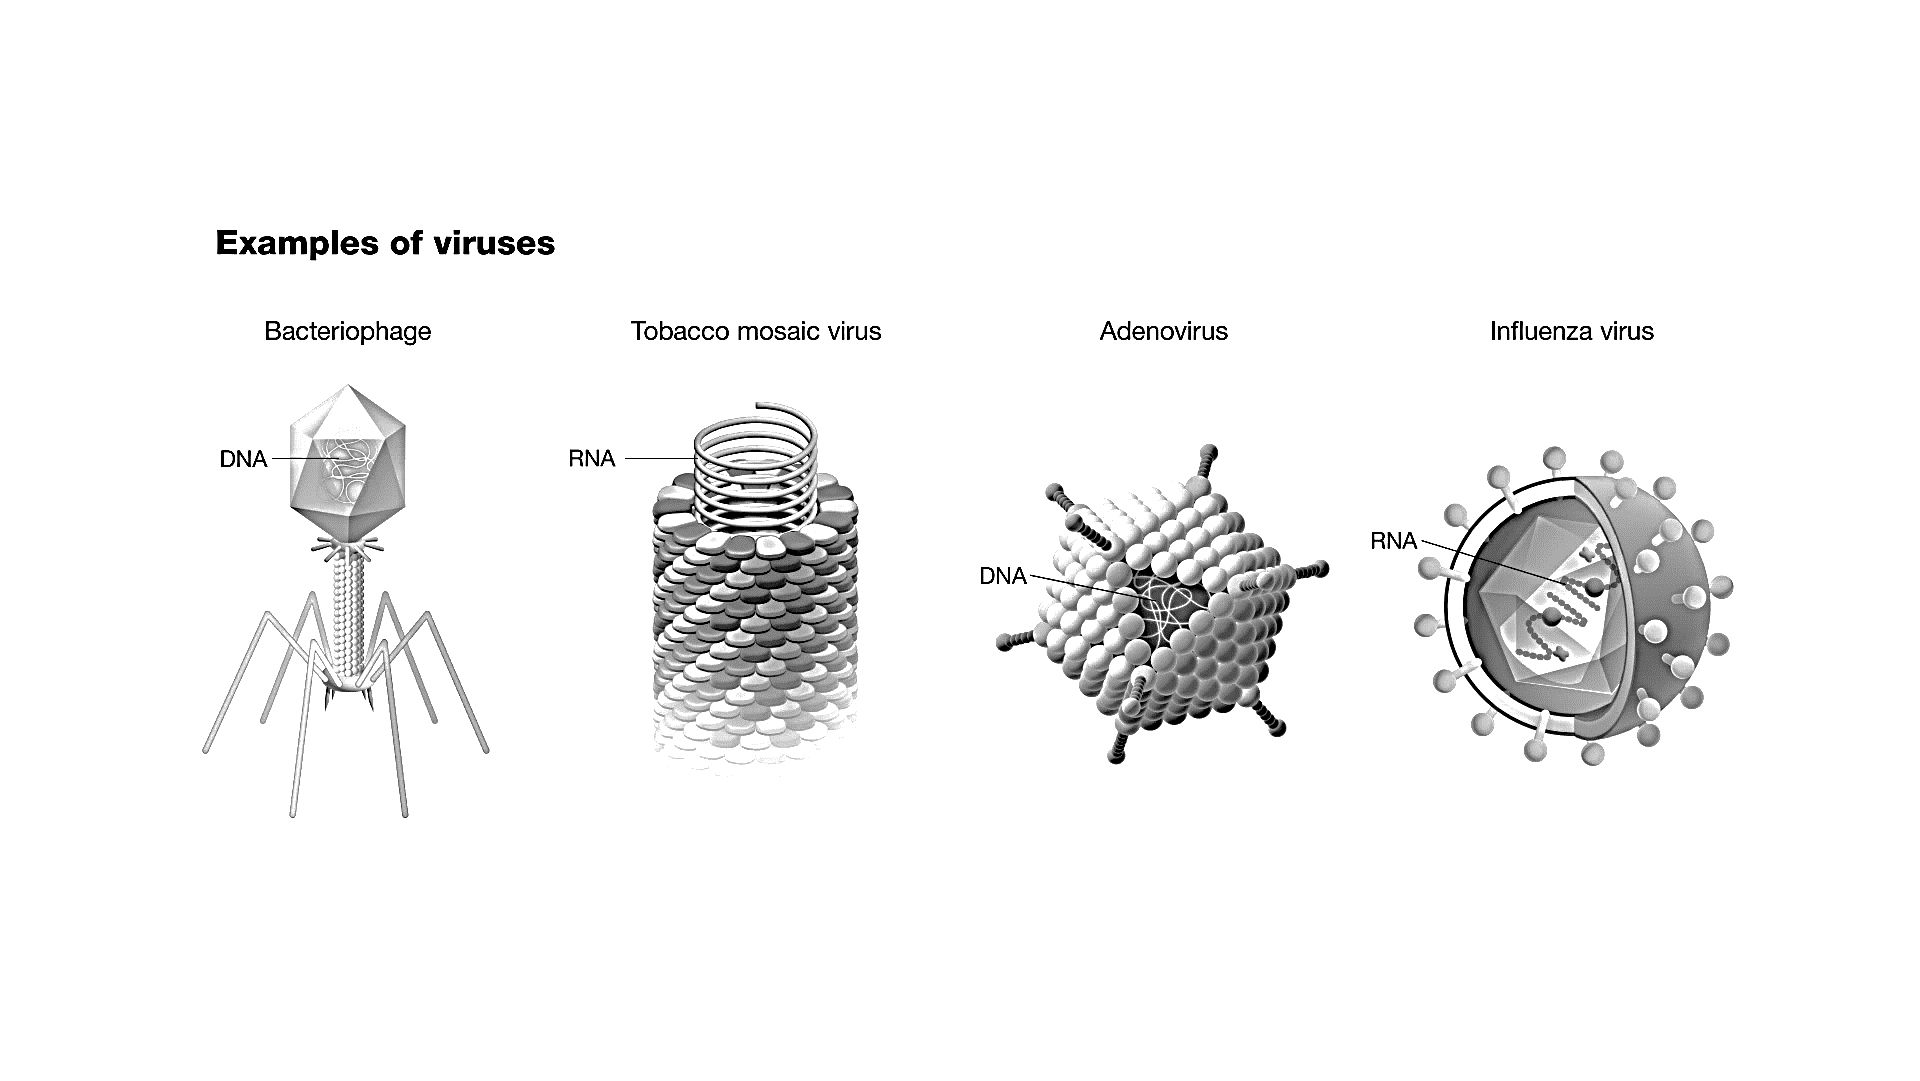 Examples of viruses
Bacteriophage
Tobacco mosaic virus
Adenovirus
Influenza virus
DNA
RNA
DNA
RNA